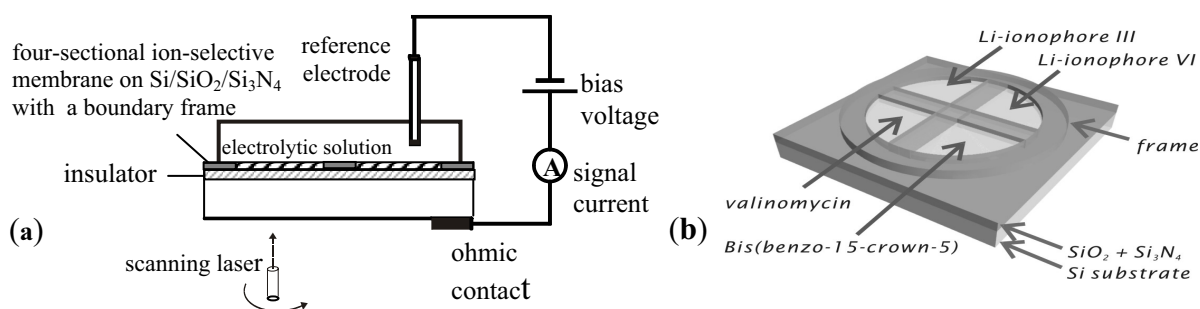 four-sectional ion-selective
membrane on Si/SiO₂/Si₃N₄
with a boundary frame
reference
electrode
bias
voltage
electrolytic solution
insulator
A
signal
current
(a)
scanning laser
ohmic
contact
Li-ionophore III
Li-ionophore VI
frame
valinomycin
Bis(benzo-15-crown-5)
(b)
SiO₂ + Si₃N₄
Si substrate